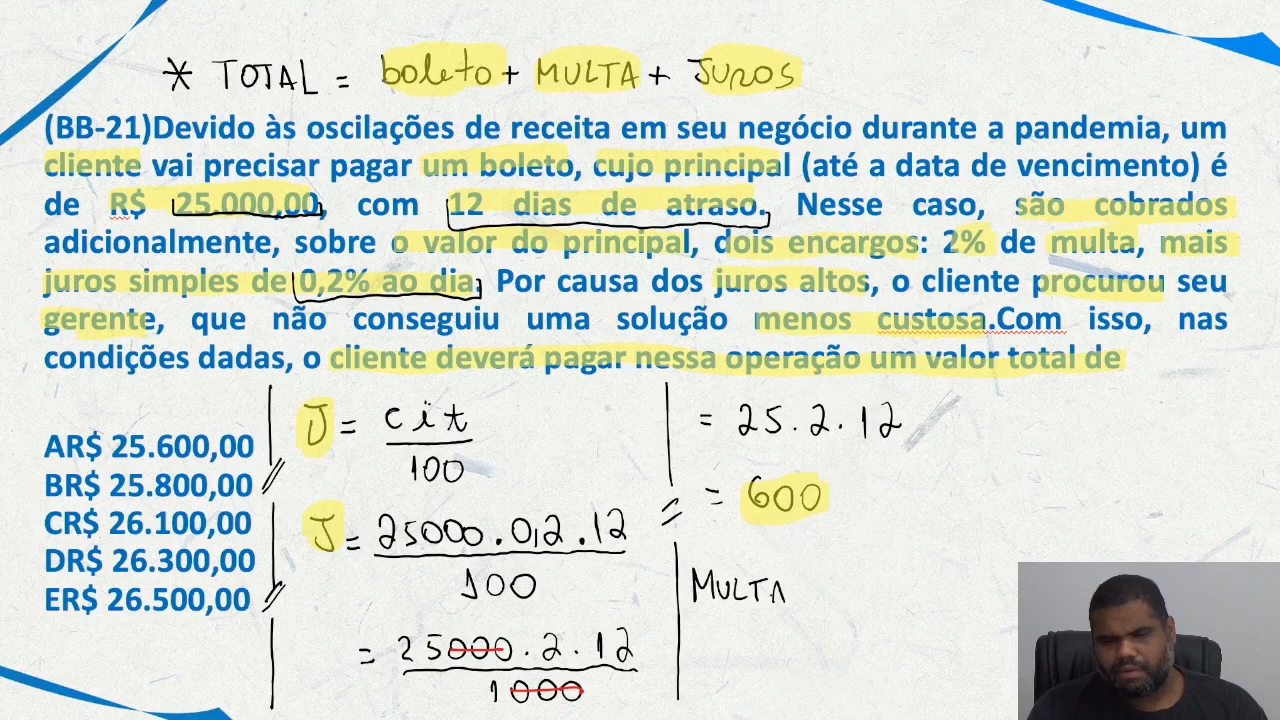 * TOTAL = boleto + MULTA + JUROS
(BB-21)Devido às oscilações de receita em seu negócio durante a pandemia, um
cliente vai precisar pagar um boleto, cujo principal (até a data de vencimento) é
de R$ 25.000,00, com 12 dias de atraso. Nesse caso, são cobrados
adicionalmente, sobre o valor do principal, dois encargos: 2% de multa, mais
juros simples de 0,2% ao dia. Por causa dos juros altos, o cliente procurou seu
gerente, que não conseguiu uma solução menos custosa.Com isso, nas
condições dadas, o cliente deverá pagar nessa operação um valor total de
AR$ 25.600,00
BR$ 25.800,00
CR$ 26.100,00
DR$ 26.300,00
ER$ 26.500,00
J = cit
100
J = 25000 . 0,2 . 12
100
= 25000 . 2 . 12
1000
= 25 . 2 . 12
= 600
MULTA